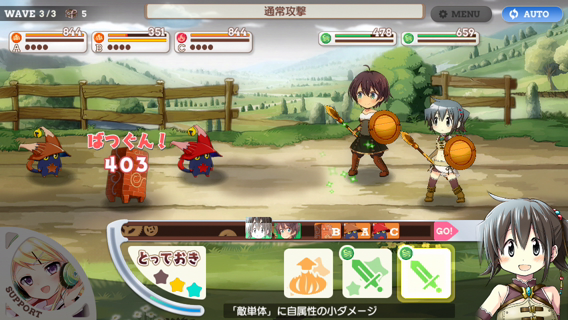 WAVE 3/3 5
通常攻撃
MENU
AUTO
844
351
844
478
659
A
B
C
ばつぐん!
403
B A C GO!
とっておき
SUPPORT
「敵単体」に自属性の小ダメージ